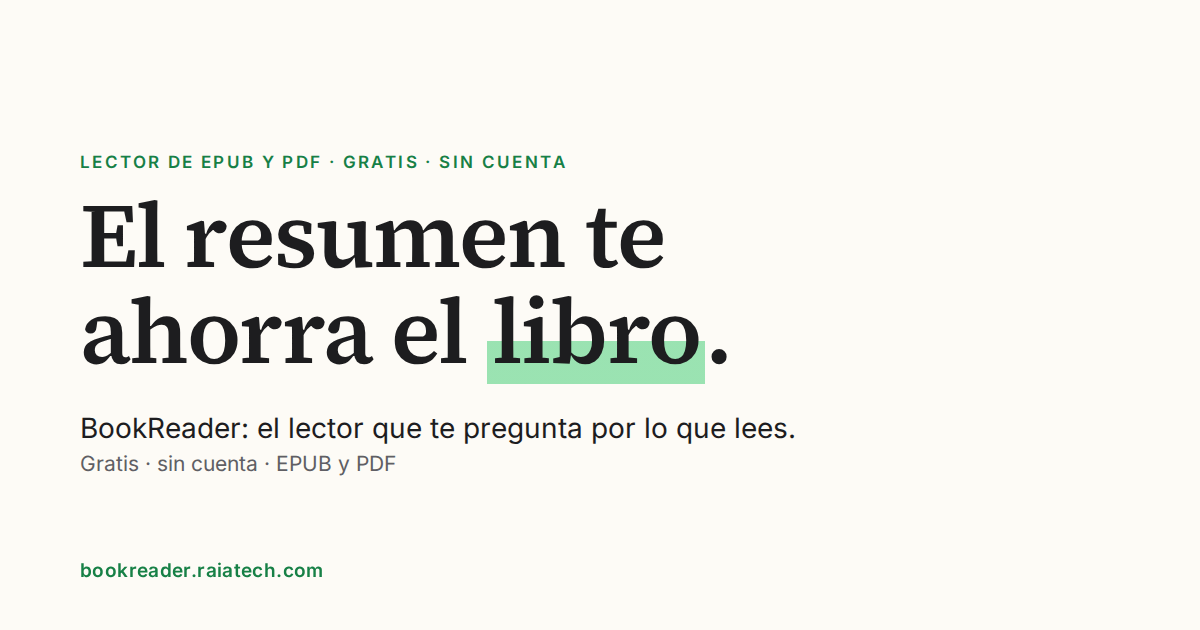 LECTOR DE EPUB Y PDF · GRATIS · SIN CUENTA
El resumen te
ahorra el libro.
BookReader: el lector que te pregunta por lo que lees.
Gratis · sin cuenta · EPUB y PDF
bookreader.raiatech.com